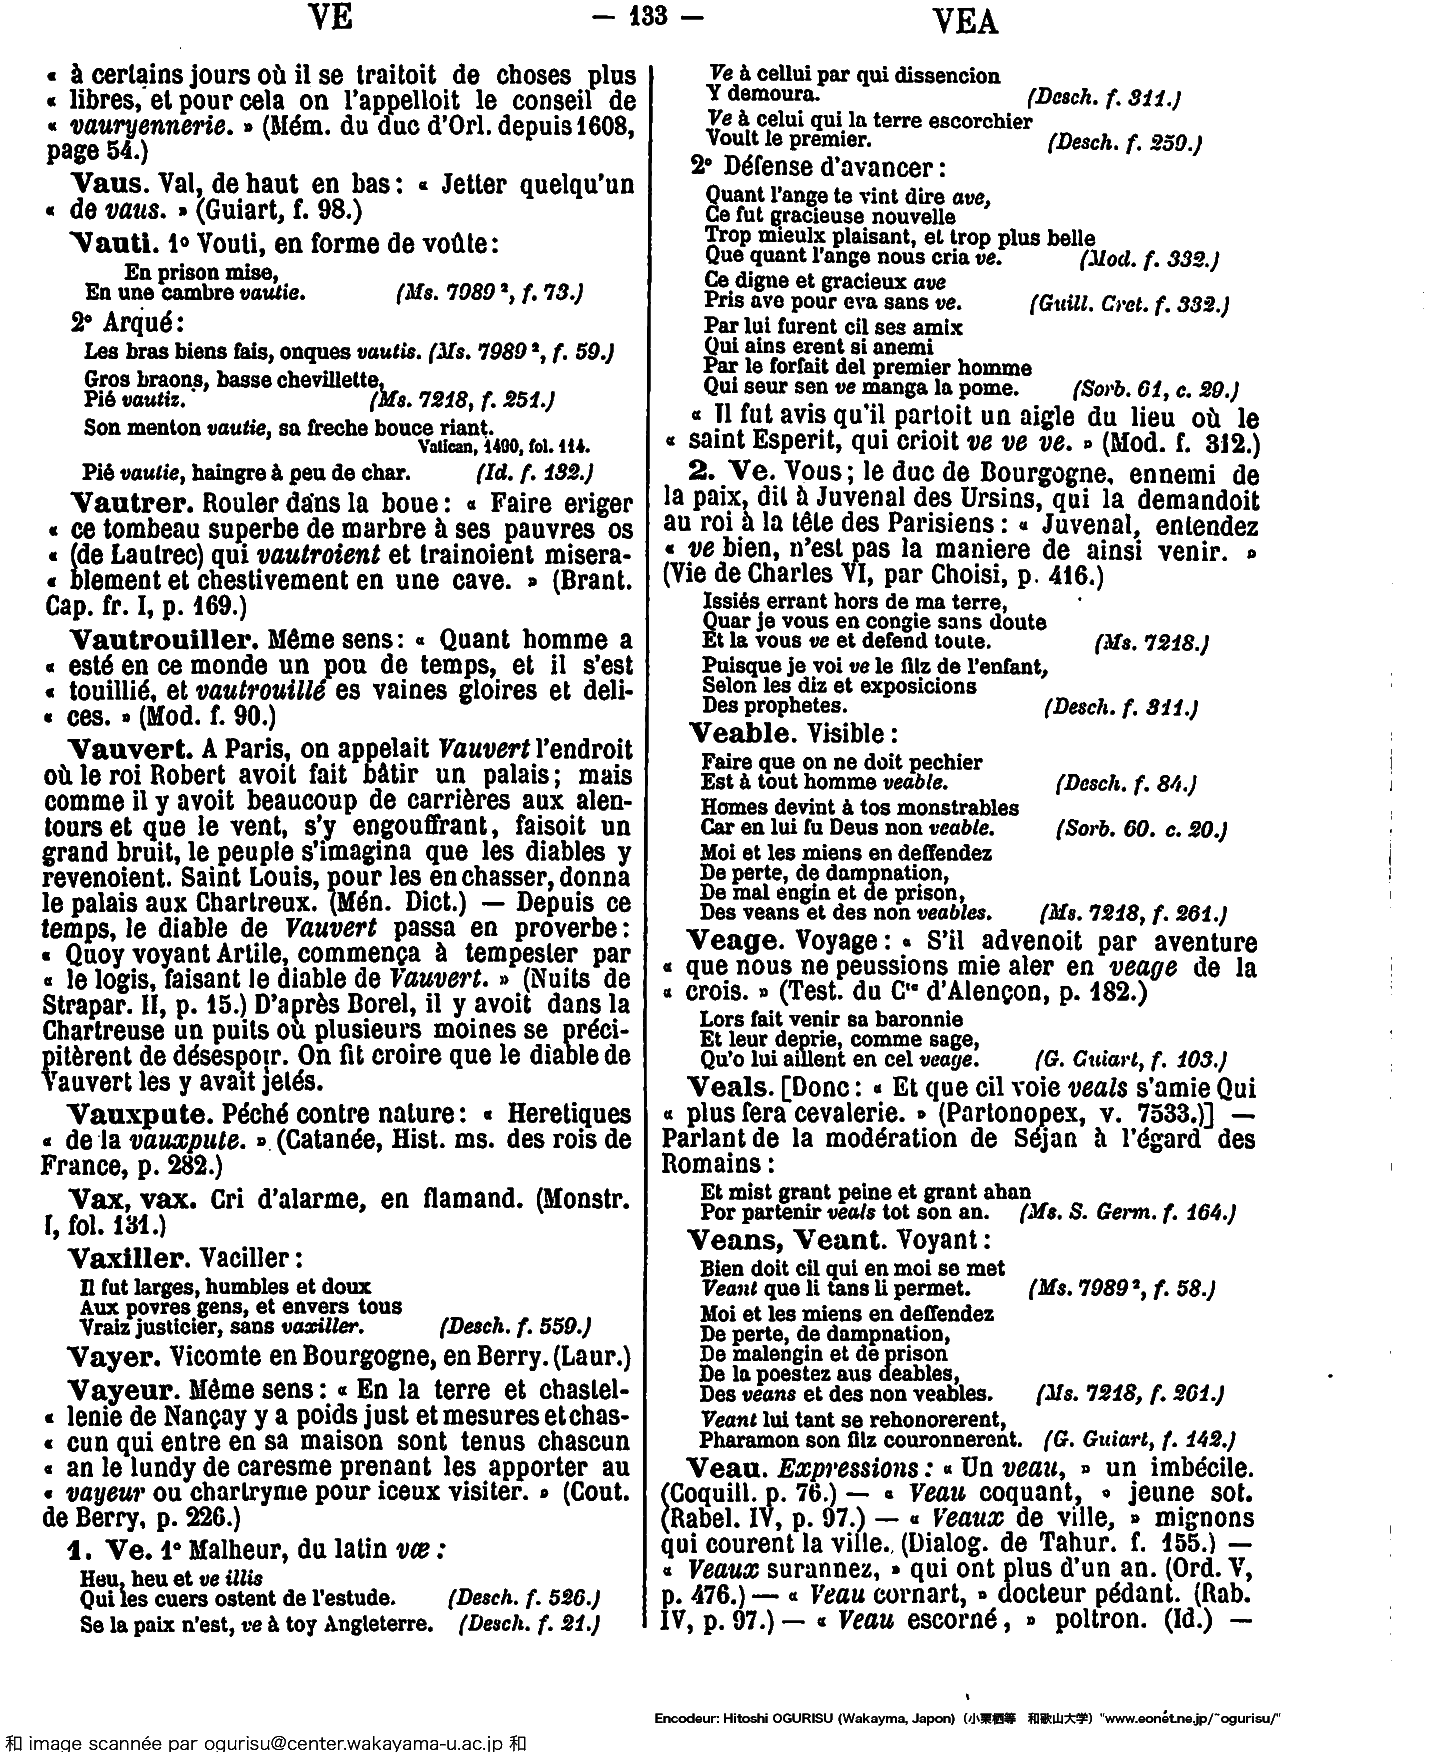 VE
— 133 —
VEA
« à certains jours où il se traitoit de choses plus
« libres, et pour cela on l'appelloit le conseil de
« vauryennerie. » (Mém. du duc d'Orl. depuis 1608,
page 54.)
Vaus. Val, de haut en bas : « Jetter quelqu'un
« de vaus. » (Guiart, f. 98.)
Vauti. 1º Vouti, en forme de voûte :
En prison mise,
En une cambre vautie. (Ms. 7989 ², f. 73.)
2º Arqué :
Les bras biens fais, onques vautis. (Ms. 7989 ², f. 59.)
Gros braons, basse chevillette,
Pié vautiz. (Ms. 7218, f. 251.)
Son menton vautie, sa freche bouce riant.
Vatican, 1490, fol. 114.
Pié vautie, haingre à peu de char. (Id. f. 132.)
Vautrer. Rouler dans la boue : « Faire eriger
« ce tombeau superbe de marbre à ses pauvres os
« (de Lautrec) qui vautroient et trainoient misera-
« blement et chestivement en une cave. » (Brant.
Cap. fr. I, p. 169.)
Vautrouiller. Même sens : « Quant homme a
« esté en ce monde un pou de temps, et il s'est
« touillié, et vautrouillé es vaines gloires et deli-
« ces. » (Mod. f. 90.)
Vauvert. A Paris, on appelait Vauvert l'endroit
où le roi Robert avoit fait bâtir un palais ; mais
comme il y avoit beaucoup de carrières aux alen-
tours et que le vent, s'y engouffrant, faisoit un
grand bruit, le peuple s'imagina que les diables y
revenoient. Saint Louis, pour les en chasser, donna
le palais aux Chartreux. (Mén. Dict.) — Depuis ce
temps, le diable de Vauvert passa en proverbe :
« Quoy voyant Artile, commença à tempester par
« le logis, faisant le diable de Vauvert. » (Nuits de
Strapar. II, p. 15.) D'après Borel, il y avoit dans la
Chartreuse un puits où plusieurs moines se préci-
pitèrent de désespoir. On fit croire que le diable de
Vauvert les y avait jetés.
Vauxpute. Péché contre nature : « Heretiques
« de la vauxpute. » (Catanée, Hist. ms. des rois de
France, p. 282.)
Vax, vax. Cri d'alarme, en flamand. (Monstr.
I, fol. 131.)
Vaxiller. Vaciller :
Il fut larges, humbles et doux
Aux povres gens, et envers tous
Vraiz justicier, sans vaxiller. (Desch. f. 559.)
Vayer. Vicomte en Bourgogne, en Berry. (Laur.)
Vayeur. Même sens : « En la terre et chastel-
« lenie de Nançay y a poids just et mesures et chas-
« cun qui entre en sa maison sont tenus chascun
« an le lundy de caresme prenant les apporter au
« vayeur ou chartryme pour iceux visiter. » (Cout.
de Berry, p. 226.)
1. Ve. 1º Malheur, du latin væ :
Heu, heu et ve illis
Qui les cuers ostent de l'estude. (Desch. f. 526.)
Se la paix n'est, ve à toy Angleterre. (Desch. f. 21.)
Ve à cellui par qui dissencion
Y demoura. (Desch. f. 311.)
Ve à celui qui la terre escorchier
Voult le premier. (Desch. f. 259.)
2º Défense d'avancer :
Quant l'ange te vint dire ave,
Ce fut gracieuse nouvelle
Trop mieulx plaisant, et trop plus belle
Que quant l'ange nous cria ve. (Mod. f. 332.)
Ce digne et gracieux ave
Pris ave pour eva sans ve. (Guill. Cret. f. 332.)
Par lui furent cil ses amix
Qui ains erent si anemi
Par le forfait del premier homme
Qui seur sen ve manga la pome. (Sorb. 61, c. 29.)
« Il fut avis qu'il partoit un aigle du lieu où le
« saint Esperit, qui crioit ve ve ve. » (Mod. f. 312.)
2. Ve. Vous ; le duc de Bourgogne, ennemi de
la paix, dit à Juvenal des Ursins, qui la demandoit
au roi à la tête des Parisiens : « Juvenal, entendez
« ve bien, n'est pas la maniere de ainsi venir. »
(Vie de Charles VI, par Choisi, p. 416.)
Issiés errant hors de ma terre,
Quar je vous en congie sans doute
Et la vous ve et defend toute. (Ms. 7218.)
Puisque je voi ve le filz de l'enfant,
Selon les diz et exposicions
Des prophetes. (Desch. f. 311.)
Veable. Visible :
Faire que on ne doit pechier
Est à tout homme veable. (Desch. f. 84.)
Homes devint à tos monstrables
Car en lui fu Deus non veable. (Sorb. 60. c. 20.)
Moi et les miens en deffendez
De perte, de dampnation,
De mal engin et de prison,
Des veans et des non veables. (Ms. 7218, f. 261.)
Veage. Voyage : « S'il advenoit par aventure
« que nous ne peussions mie aler en veage de la
« crois. » (Test. du Cte d'Alençon, p. 182.)
Lors fait venir sa baronnie
Et leur deprie, comme sage,
Qu'o lui aillent en cel veage. (G. Guiart, f. 103.)
Veals. [Donc : « Et que cil voie veals s'amie Qui
« plus fera cevalerie. » (Partonopex, v. 7533.)] —
Parlant de la modération de Séjan à l'égard des
Romains :
Et mist grant peine et grant ahan
Por partenir veals tot son an. (Ms. S. Germ. f. 164.)
Veans, Veant. Voyant :
Bien doit cil qui en moi se met
Veant que li tans li permet. (Ms. 7989 ², f. 58.)
Moi et les miens en deffendez
De perte, de dampnation,
De malengin et de prison
De la poestez aus deables,
Des veans et des non veables. (Ms. 7218, f. 261.)
Veant lui tant se rehonorerent,
Pharamon son filz couronnerent. (G. Guiart, f. 142.)
Veau. Expressions : « Un veau, » un imbécile.
(Coquill. p. 76.) — « Veau coquant, » jeune sot.
(Rabel. IV, p. 97.) — « Veaux de ville, » mignons
qui courent la ville. (Dialog. de Tahur. f. 155.) —
« Veaux surannez, » qui ont plus d'un an. (Ord. V,
p. 476.) — « Veau cornart, » docteur pédant. (Rab.
IV, p. 97.) — « Veau escorné, » poltron. (Id.) —
Encodeur: Hitoshi OGURISU (Wakayma, Japon) (小栗栖等 和歌山大学) "www.eonet.ne.jp/~ogurisu/"
和 image scannée par ogurisu@center.wakayama-u.ac.jp 和